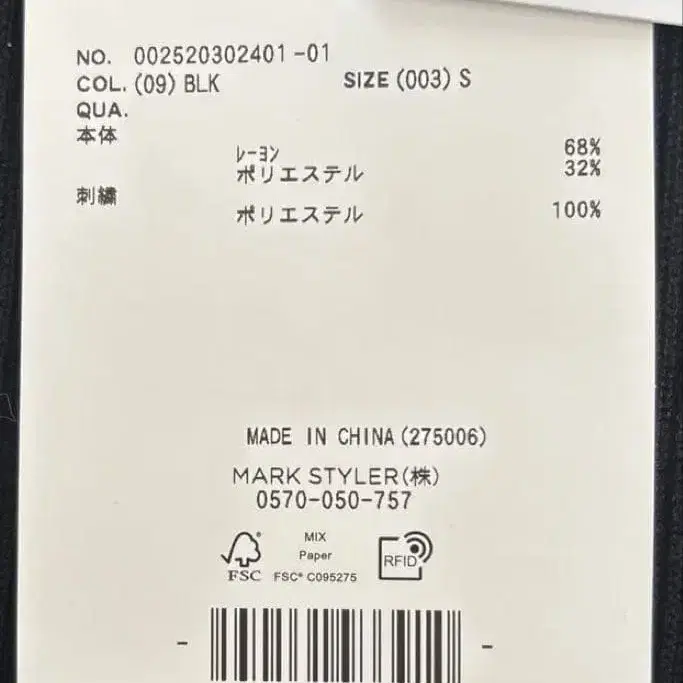 NO. 002520302401-01
COL. (09) BLK SIZE (003) S
QUA.
本体
ﾚｰﾖﾝ 68%
ポリエステル 32%
刺繍
ポリエステル 100%
MADE IN CHINA (275006)
MARK STYLER(株)
0570-050-757
MIX
Paper
FSC® C095275
FSC
RFID